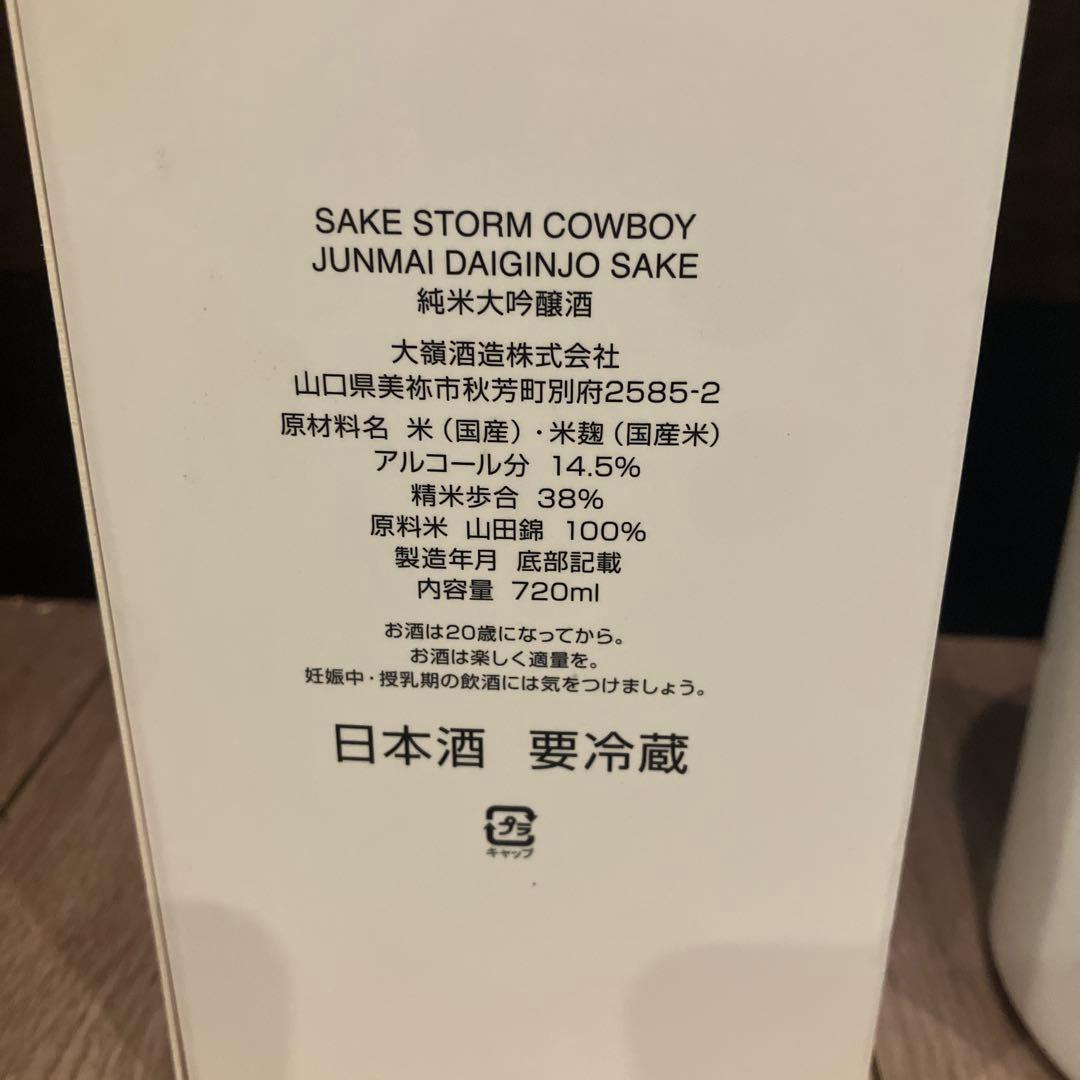 SAKE STORM COWBOY
JUNMAI DAIGINJO SAKE
純米大吟醸酒
大嶺酒造株式会社
山口県美祢市秋芳町別府2585-2
原材料名 米（国産）・米麹（国産米）
アルコール分 14.5%
精米歩合 38%
原料米 山田錦 100%
製造年月 底部記載
内容量 720ml
お酒は20歳になってから。
お酒は楽しく適量を。
妊娠中・授乳期の飲酒には気をつけましょう。
日本酒 要冷蔵
プラ
キャップ